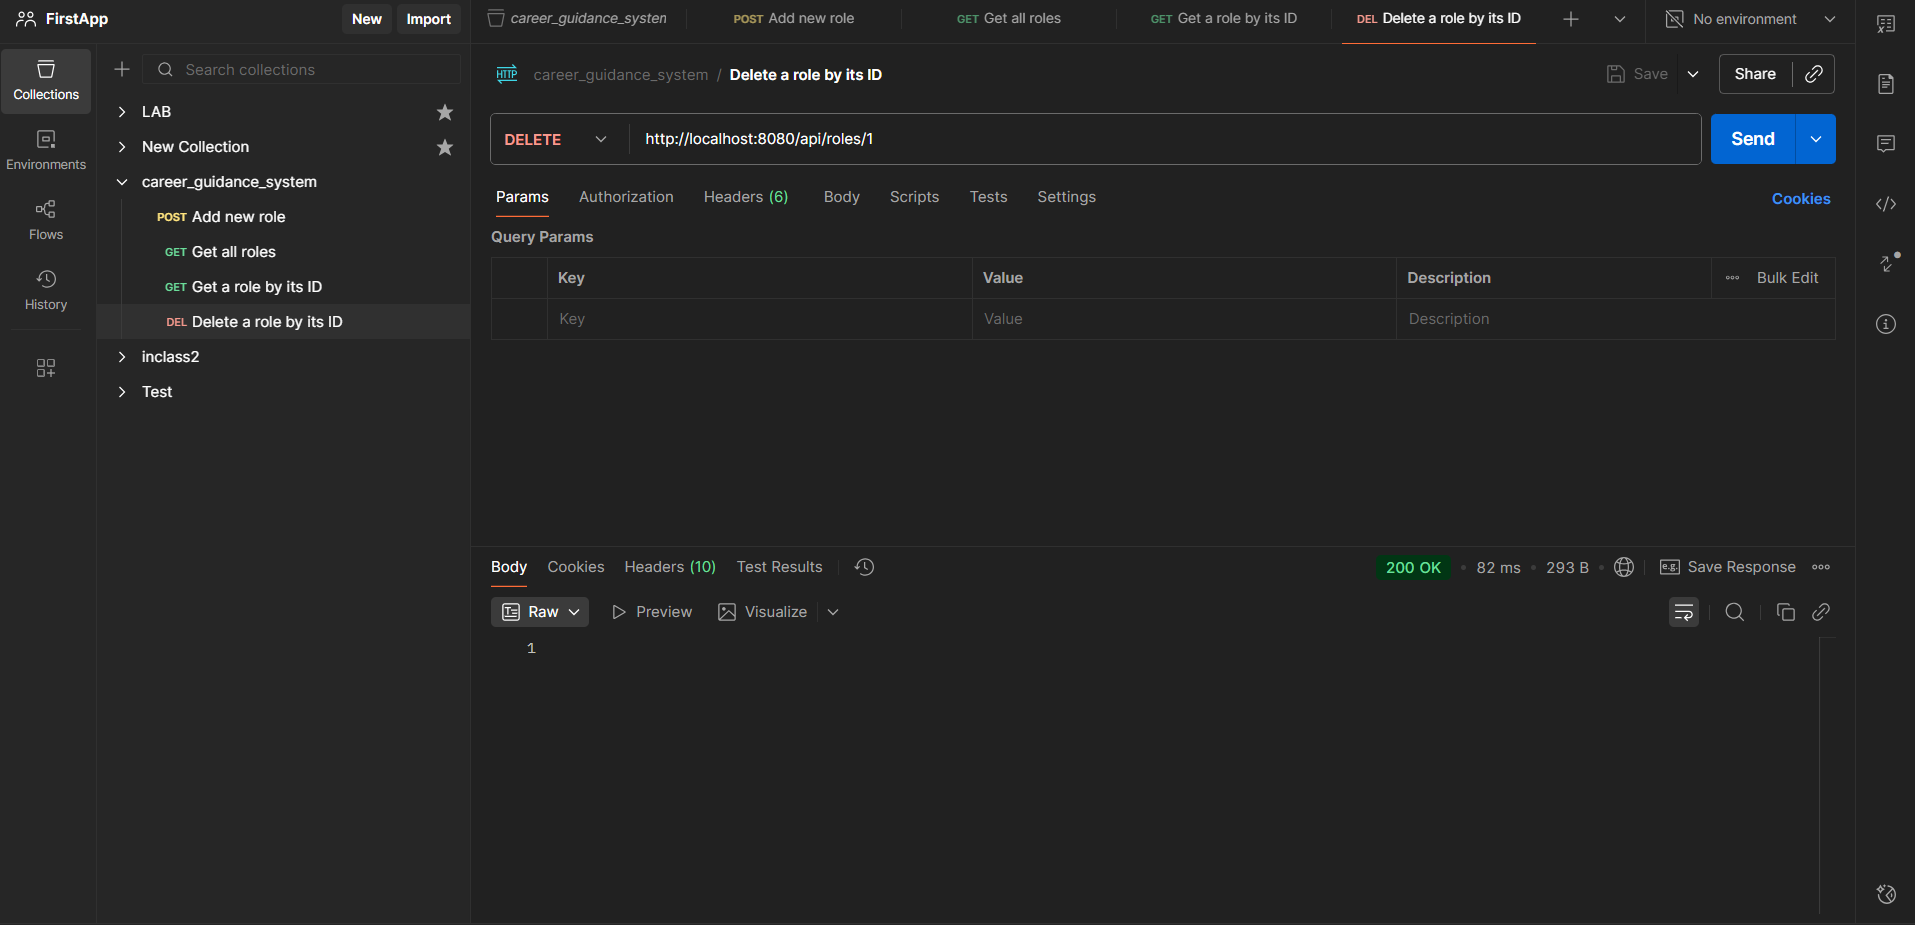 FirstApp
New
Import
career_guidance_system
POST Add new role
GET Get all roles
GET Get a role by its ID
DEL Delete a role by its ID
No environment
Collections
Environments
Flows
History
Search collections
LAB
New Collection
career_guidance_system
POST Add new role
GET Get all roles
GET Get a role by its ID
DEL Delete a role by its ID
inclass2
Test
HTTP career_guidance_system / Delete a role by its ID
Save
Share
DELETE
http://localhost:8080/api/roles/1
Send
Params
Authorization
Headers (6)
Body
Scripts
Tests
Settings
Cookies
Query Params
Key
Value
Description
Bulk Edit
Key
Value
Description
Body
Cookies
Headers (10)
Test Results
200 OK
82 ms
293 B
e.g. Save Response
Raw
Preview
Visualize
1